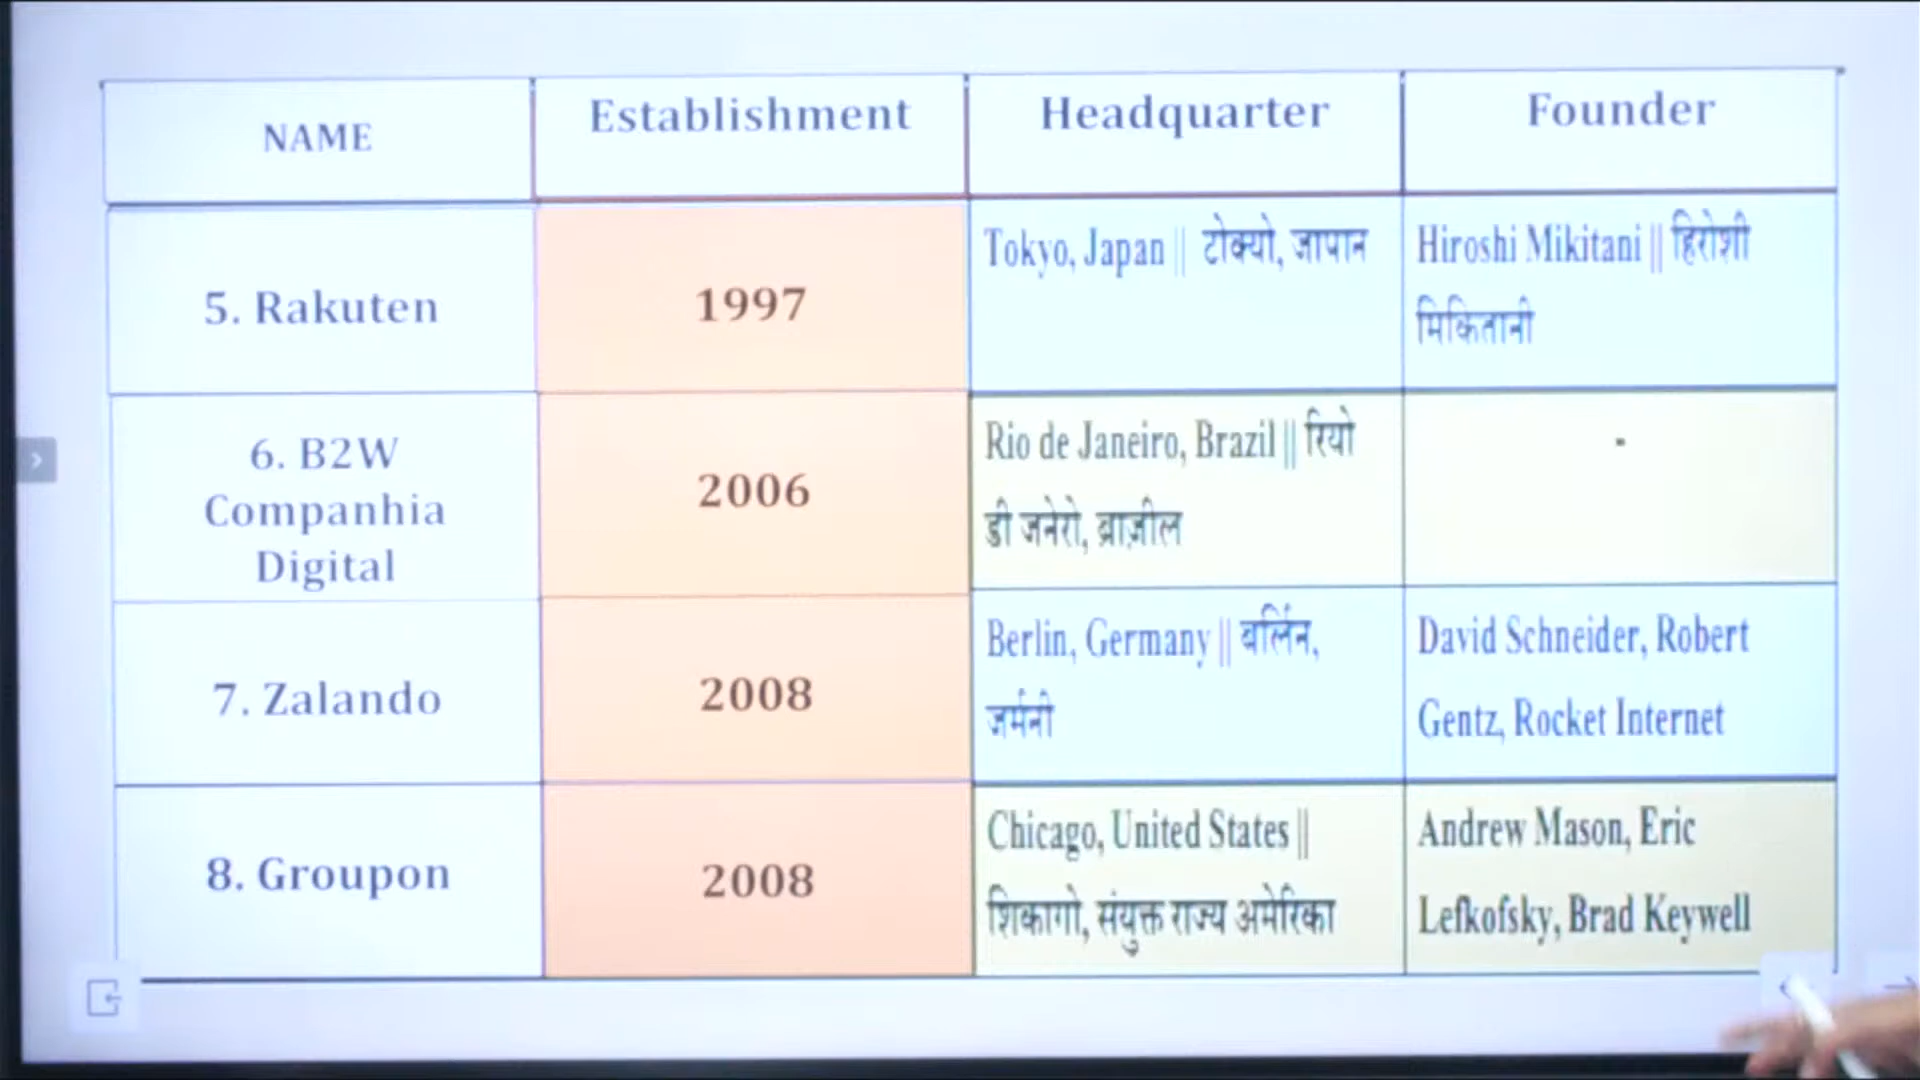 NAME
Establishment
Headquarter
Founder
5. Rakuten
1997
Tokyo, Japan || टोक्यो, जापान
Hiroshi Mikitani || हिरोशी
मिकितानी
6. B2W
Companhia
Digital
2006
Rio de Janeiro, Brazil || रियो
डी जनेरो, ब्राज़ील
-
7. Zalando
2008
Berlin, Germany || बर्लिन,
जर्मनी
David Schneider, Robert
Gentz, Rocket Internet
8. Groupon
2008
Chicago, United States ||
शिकागो, संयुक्त राज्य अमेरिका
Andrew Mason, Eric
Lefkofsky, Brad Keywell